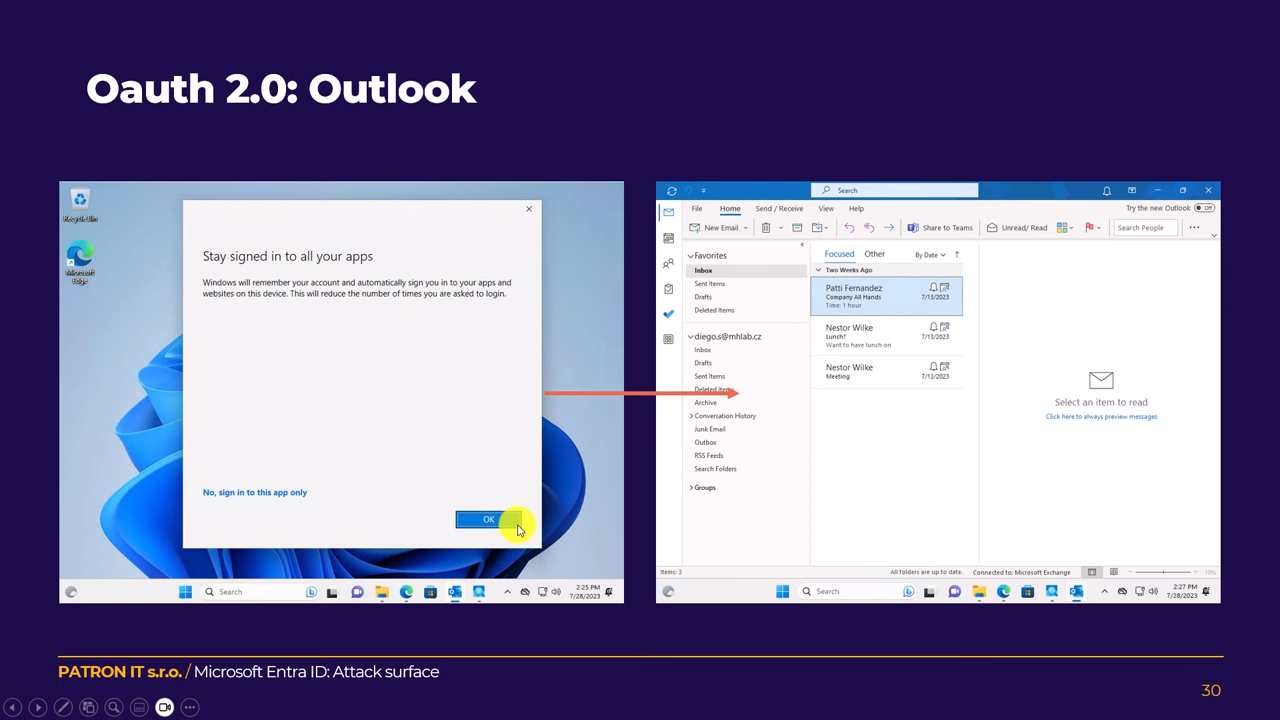 Oauth 2.0: Outlook
Recycle Bin
Microsoft
Edge
Stay signed in to all your apps
Windows will remember your account and automatically sign you in to your apps and
websites on this device. This will reduce the number of times you are asked to login.
No, sign in to this app only
OK
Search
2:25 PM
7/28/2023
Search
File Home Send / Receive View Help
Try the new Outlook Off
New Email
Share to Teams
Unread/ Read
Search People
Favorites
Inbox
Sent Items
Drafts
Deleted Items
diego.s@mhlab.cz
Inbox
Drafts
Sent Items
Deleted Items
Archive
Conversation History
Junk Email
Outbox
RSS Feeds
Search Folders
Groups
Focused Other
By Date
Two Weeks Ago
Patti Fernandez
Company All Hands 7/13/2023
Time: 1 hour
Nestor Wilke
Lunch? 7/13/2023
Want to have lunch on
Nestor Wilke
Meeting 7/13/2023
Select an item to read
Click here to always preview messages
Items: 3
All folders are up to date.
Connected to: Microsoft Exchange
10%
Search
2:27 PM
7/28/2023
PATRON IT s.r.o. / Microsoft Entra ID: Attack surface
30